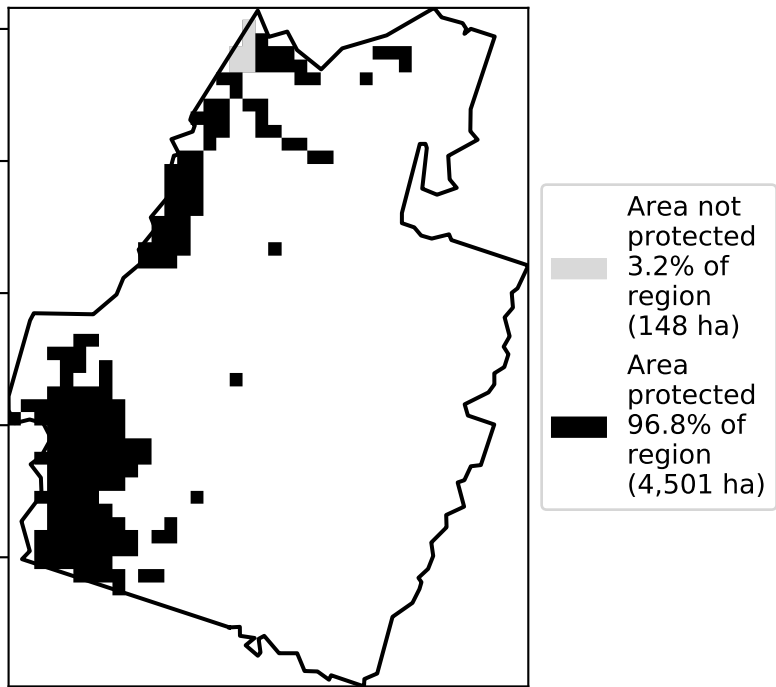 Area not
protected
3.2% of
region
(148 ha)
Area
protected
96.8% of
region
(4,501 ha)